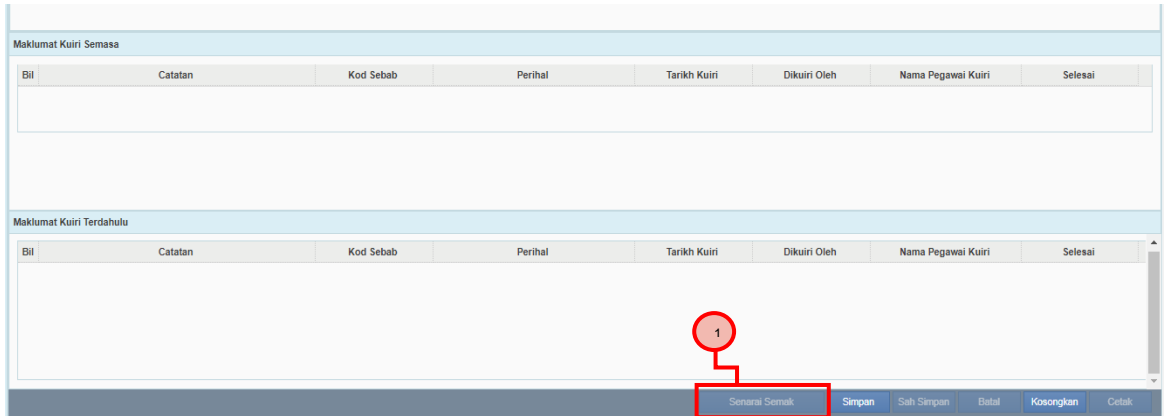 Maklumat Kuiri Semasa
Bil Catatan Kod Sebab Perihal Tarikh Kuiri Dikuiri Oleh Nama Pegawai Kuiri Selesai
Maklumat Kuiri Terdahulu
Bil Catatan Kod Sebab Perihal Tarikh Kuiri Dikuiri Oleh Nama Pegawai Kuiri Selesai
1
Senarai Semak Simpan Sah Simpan Batal Kosongkan Cetak